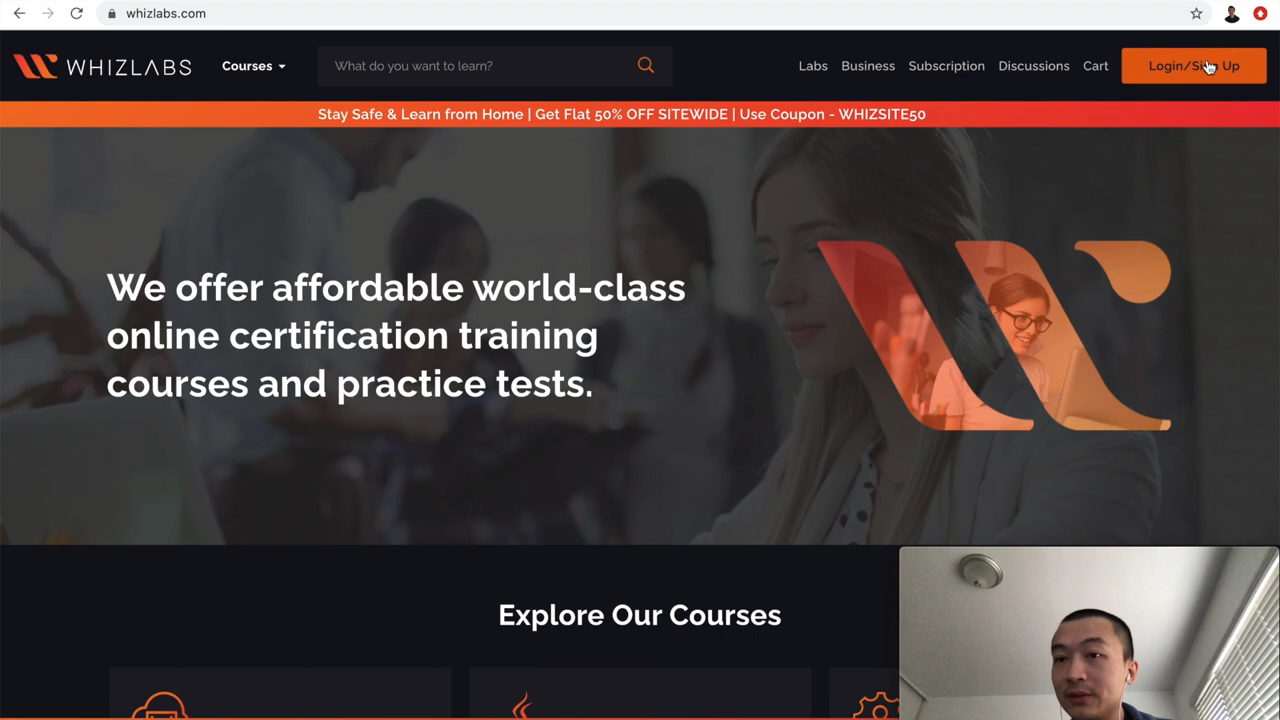 whizlabs.com
WHIZLABS
Courses
What do you want to learn?
Labs
Business
Subscription
Discussions
Cart
Login/Sign Up
Stay Safe & Learn from Home | Get Flat 50% OFF SITEWIDE | Use Coupon - WHIZSITE50
We offer affordable world-class
online certification training
courses and practice tests.
Explore Our Courses